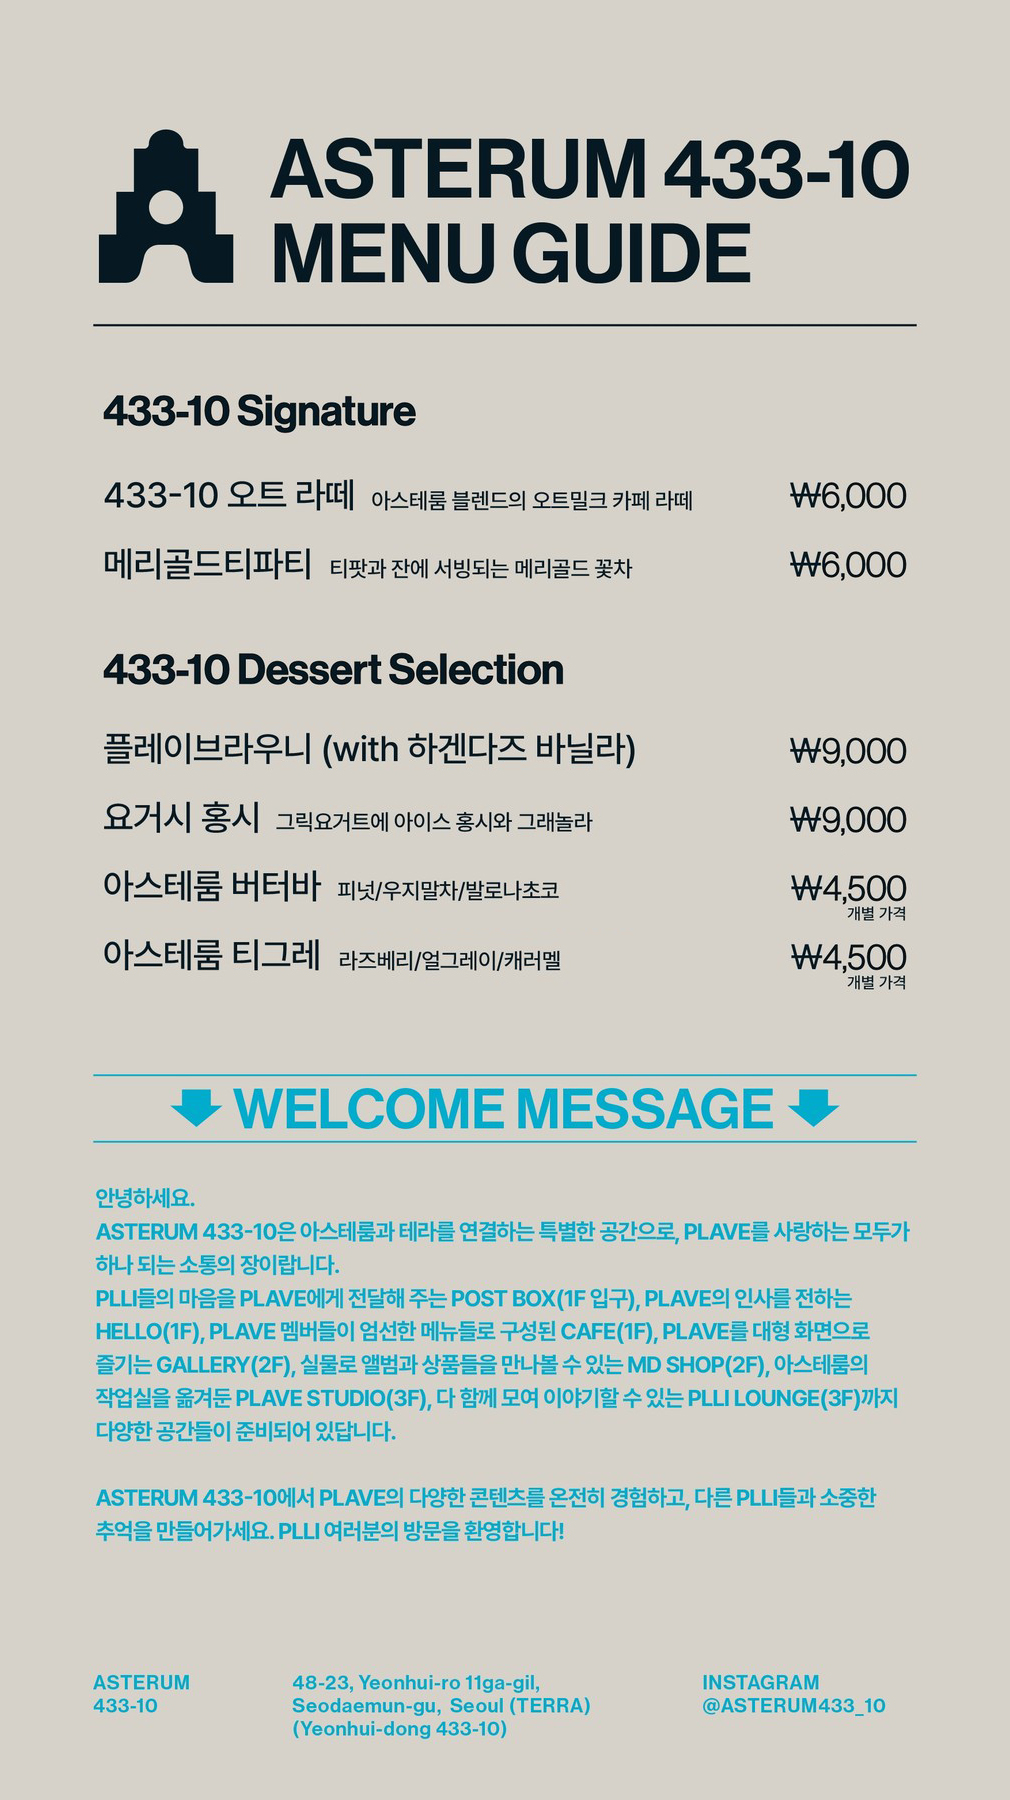 ASTERUM 433-10
MENU GUIDE
433-10 Signature
433-10 오트 라떼 아스테룸 블렌드의 오트밀크 카페 라떼 ₩6,000
메리골드티파티 티팟과 잔에 서빙되는 메리골드 꽃차 ₩6,000
433-10 Dessert Selection
플레이브라우니 (with 하겐다즈 바닐라) ₩9,000
요거시 홍시 그릭요거트에 아이스 홍시와 그래놀라 ₩9,000
아스테룸 버터바 피넛/우지말차/발로나초코 ₩4,500
개별 가격
아스테룸 티그레 라즈베리/얼그레이/캐러멜 ₩4,500
개별 가격
WELCOME MESSAGE
안녕하세요.
ASTERUM 433-10은 아스테룸과 테라를 연결하는 특별한 공간으로, PLAVE를 사랑하는 모두가
하나 되는 소통의 장이랍니다.
PLLI들의 마음을 PLAVE에게 전달해 주는 POST BOX(1F 입구), PLAVE의 인사를 전하는
HELLO(1F), PLAVE 멤버들이 엄선한 메뉴들로 구성된 CAFE(1F), PLAVE를 대형 화면으로
즐기는 GALLERY(2F), 실물로 앨범과 상품들을 만나볼 수 있는 MD SHOP(2F), 아스테룸의
작업실을 옮겨둔 PLAVE STUDIO(3F), 다 함께 모여 이야기할 수 있는 PLLI LOUNGE(3F)까지
다양한 공간들이 준비되어 있답니다.
ASTERUM 433-10에서 PLAVE의 다양한 콘텐츠를 온전히 경험하고, 다른 PLLI들과 소중한
추억을 만들어가세요. PLLI 여러분의 방문을 환영합니다!
ASTERUM
433-10
48-23, Yeonhui-ro 11ga-gil,
Seodaemun-gu, Seoul (TERRA)
(Yeonhui-dong 433-10)
INSTAGRAM
@ASTERUM433_10